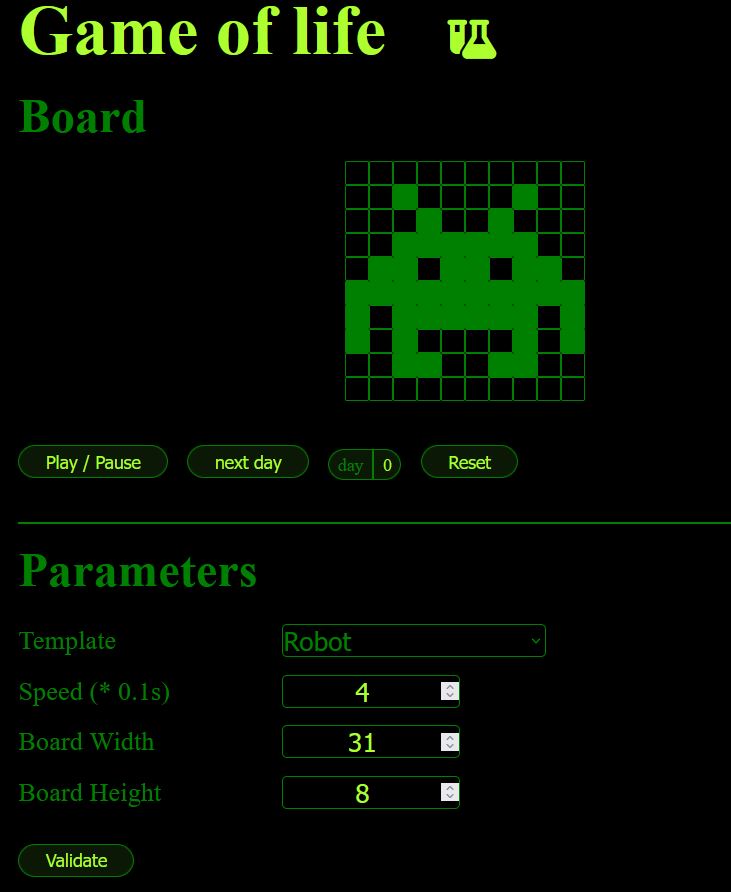 Game of life
Board
Play / Pause next day day 0 Reset
Parameters
Template Robot
Speed (* 0.1s) 4
Board Width 31
Board Height 8
Validate